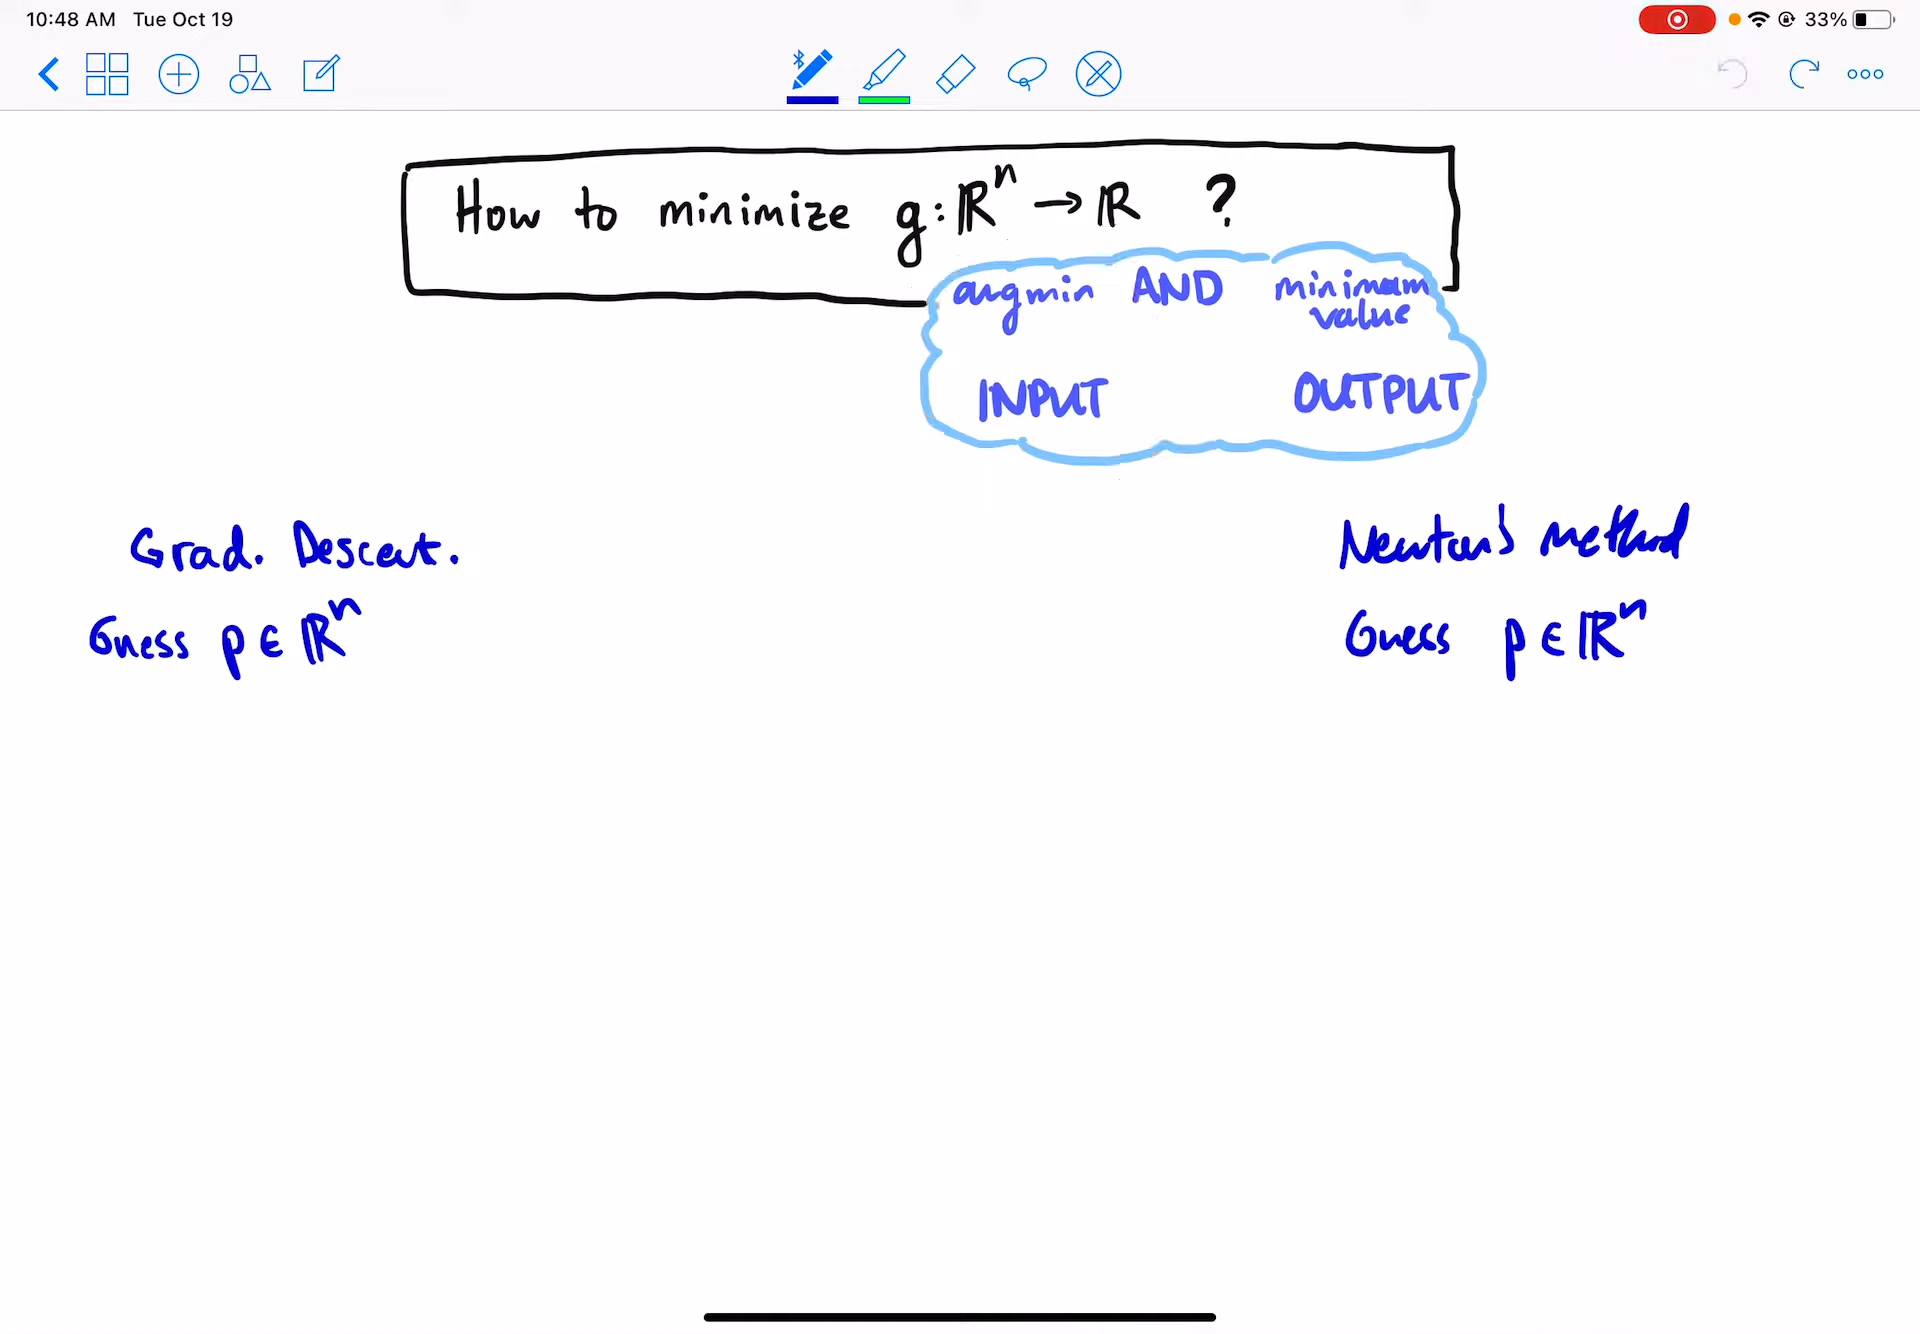 10:48 AM Tue Oct 19
33%
How to minimize g: ℝⁿ → ℝ ?
argmin AND minimum
value
INPUT OUTPUT
Grad. Descent.
Newton's method
Guess p ∈ ℝⁿ
Guess p ∈ ℝⁿ